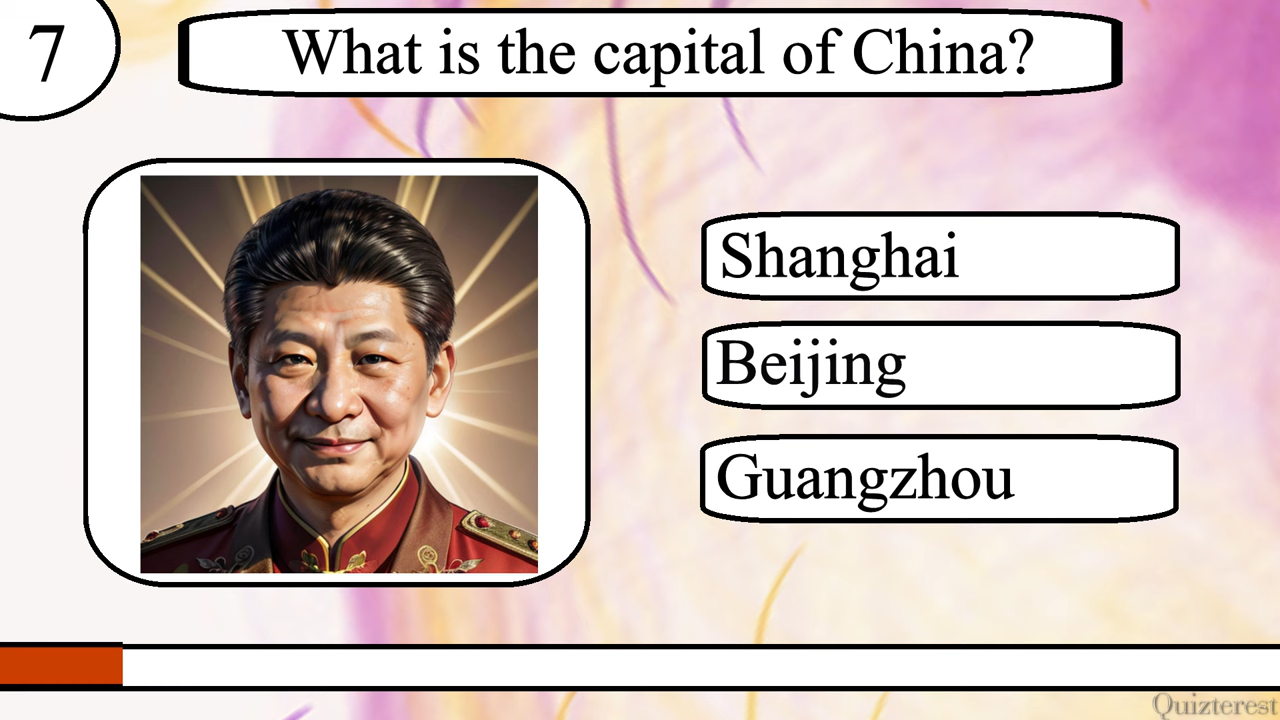 7
What is the capital of China?
Shanghai
Beijing
Guangzhou
Quizterest